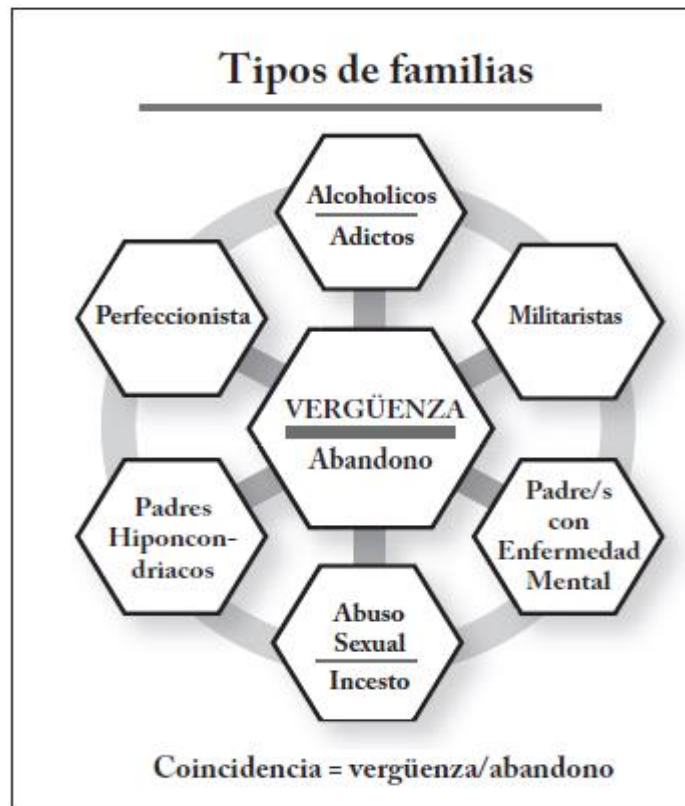 Tipos de familias
Alcoholicos
Adictos
Perfeccionista
Militaristas
VERGÜENZA
Abandono
Padres
Hiponcon-
driacos
Padre/s
con
Enfermedad
Mental
Abuso
Sexual
Incesto
Coincidencia = vergüenza/abandono